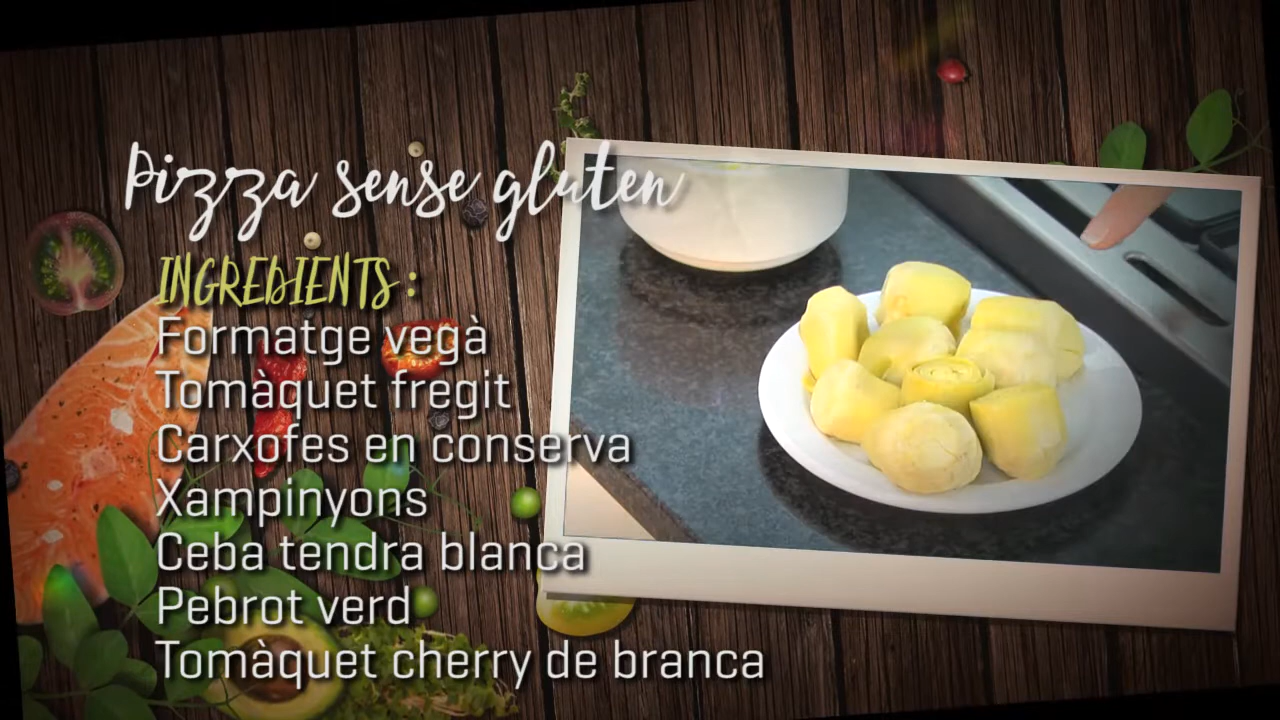 Pizza sense gluten
INGREDIENTS:
Formatge vegà
Tomàquet fregit
Carxofes en conserva
Xampinyons
Ceba tendra blanca
Pebrot verd
Tomàquet cherry de branca